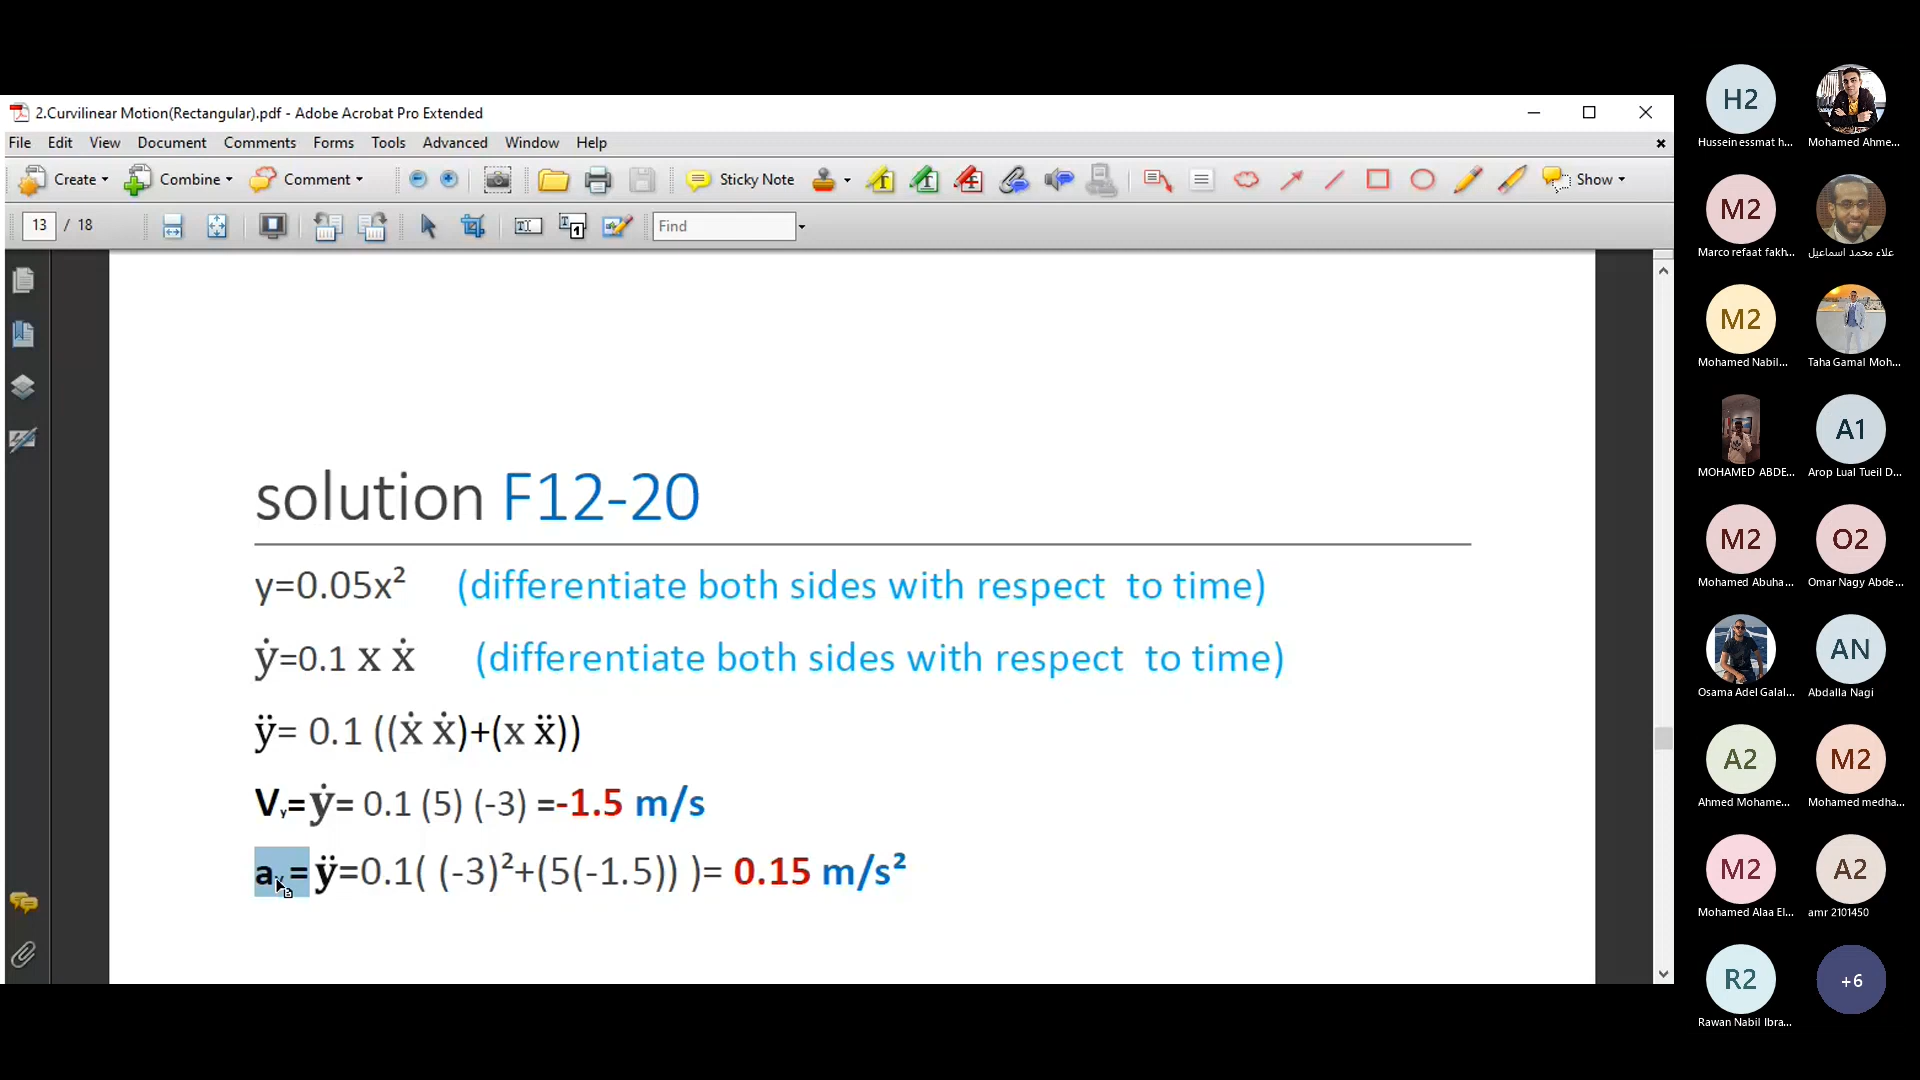 2.Curvilinear Motion(Rectangular).pdf - Adobe Acrobat Pro Extended
File Edit View Document Comments Forms Tools Advanced Window Help
Create Combine Comment Sticky Note Show
13 / 18 Find
solution F12-20
y=0.05x² (differentiate both sides with respect to time)
ẏ=0.1 x ẋ (differentiate both sides with respect to time)
ÿ= 0.1 ((ẋ ẋ)+(x ẍ))
Vᵧ=ẏ= 0.1 (5) (-3) =-1.5 m/s
aᵧ= ÿ=0.1( (-3)²+(5(-1.5)) )= 0.15 m/s²
H2
Hussein essmat h... Mohamed Ahme...
M2
Marco refaat fakh... علاء محمد اسماعيل
M2
Mohamed Nabil... Taha Gamal Moh...
A1
MOHAMED ABDE... Arop Lual Tueil D...
M2 O2
Mohamed Abuha... Omar Nagy Abde...
AN
Osama Adel Galal... Abdalla Nagi
A2 M2
Ahmed Mohame... Mohamed medha...
M2 A2
Mohamed Alaa El... amr 2101450
R2 +6
Rawan Nabil Ibra...